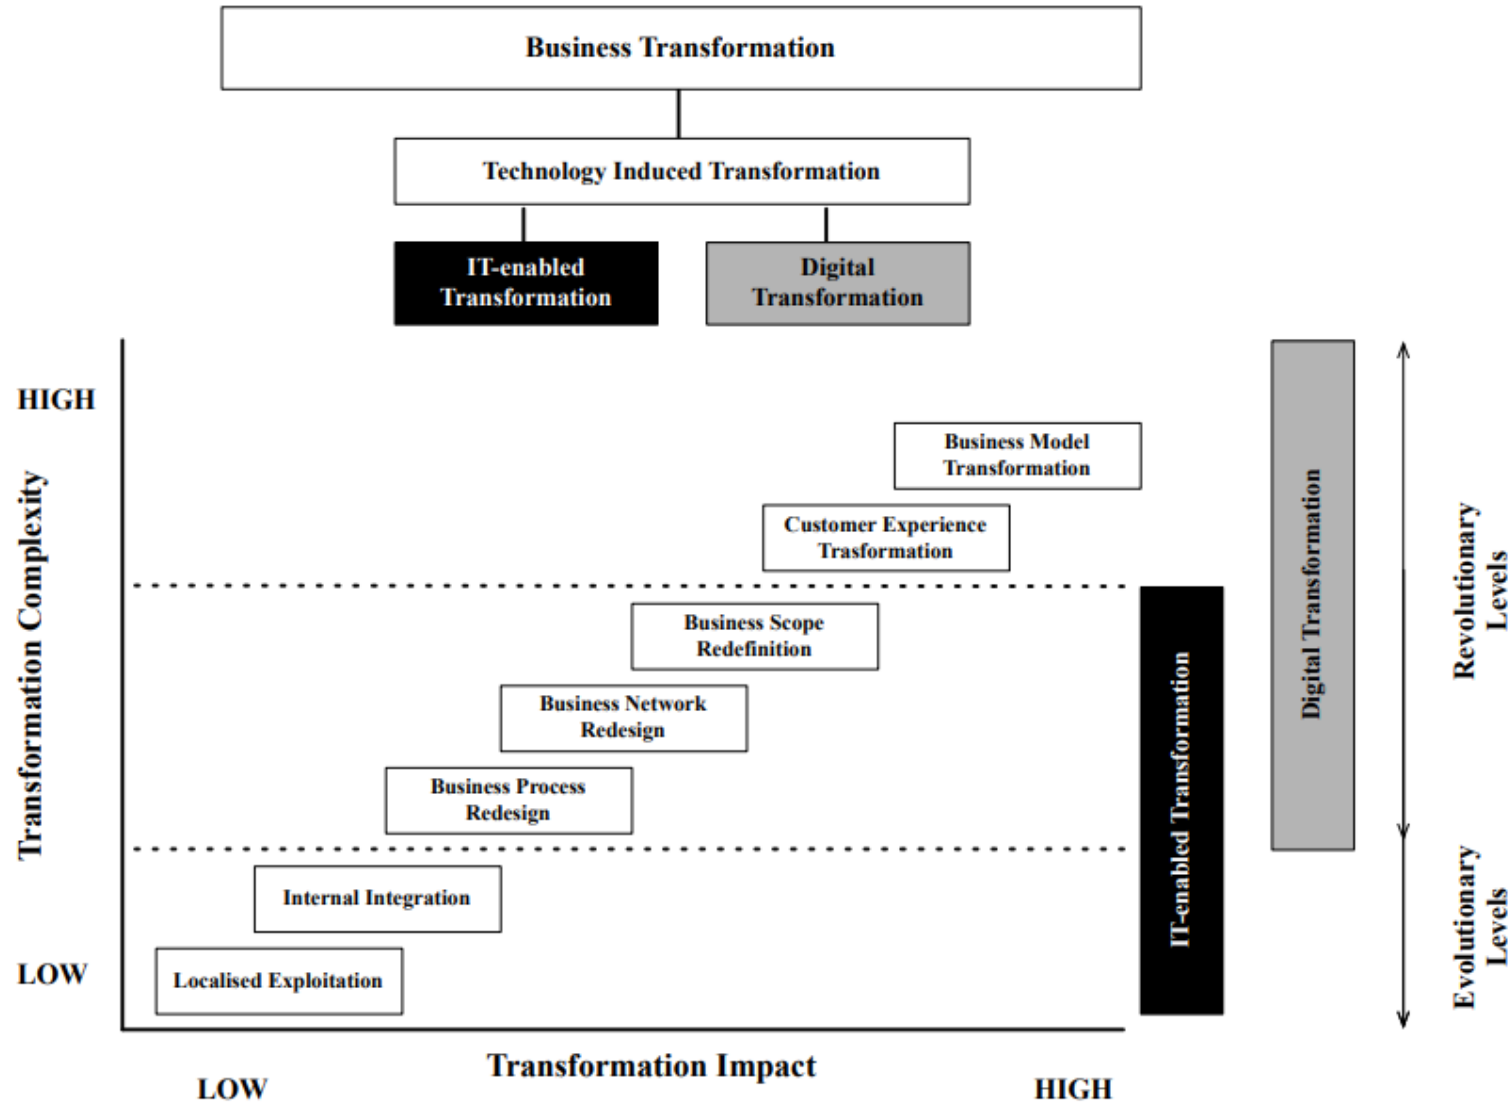 Business Transformation
Technology Induced Transformation
IT-enabled
Transformation
Digital
Transformation
HIGH
Business Model
Transformation
Customer Experience
Trasformation
Business Scope
Redefinition
Business Network
Redesign
Business Process
Redesign
Internal Integration
Localised Exploitation
LOW
Transformation Complexity
IT-enabled Transformation
Digital Transformation
Revolutionary
Levels
Evolutionary
Levels
Transformation Impact
LOW
HIGH